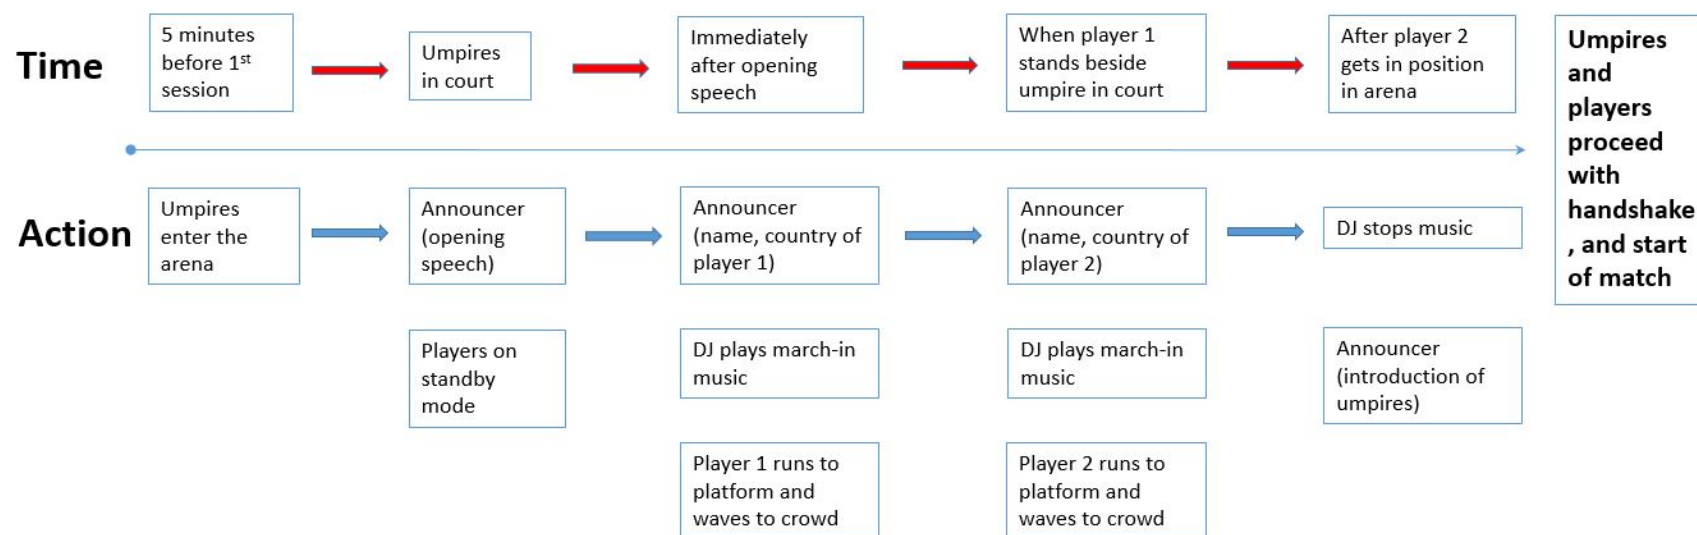 Time
5 minutes
before 1st
session
Umpires
in court
Immediately
after opening
speech
When player 1
stands beside
umpire in court
After player 2
gets in position
in arena
Umpires
and
players
proceed
with
handshake
, and start
of match
Action
Umpires
enter the
arena
Announcer
(opening
speech)
Announcer
(name, country of
player 1)
Announcer
(name, country of
player 2)
DJ stops music
Players on
standby
mode
DJ plays march-in
music
DJ plays march-in
music
Announcer
(introduction of
umpires)
Player 1 runs to
platform and
waves to crowd
Player 2 runs to
platform and
waves to crowd